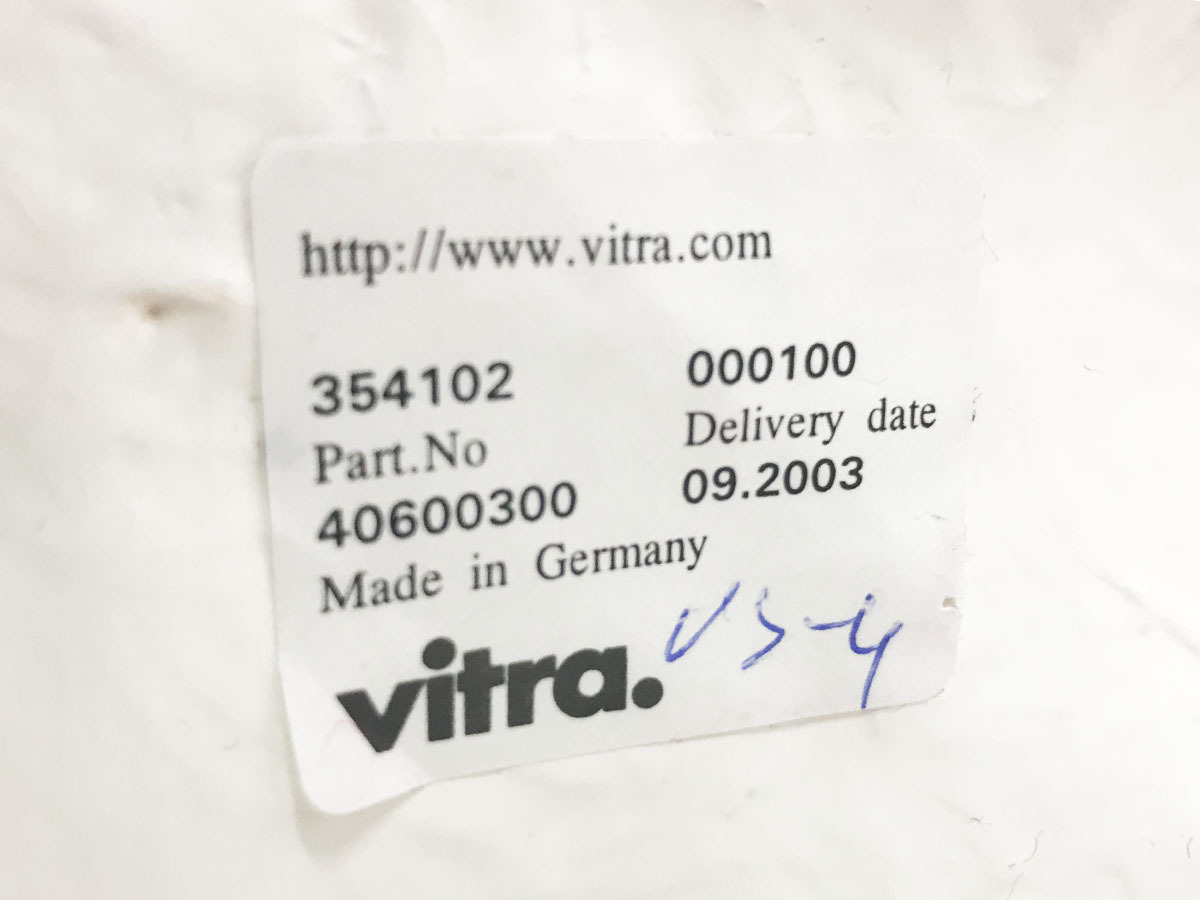 http://www.vitra.com
354102 000100
Part.No Delivery date
40600300 09.2003
Made in Germany
vitra.